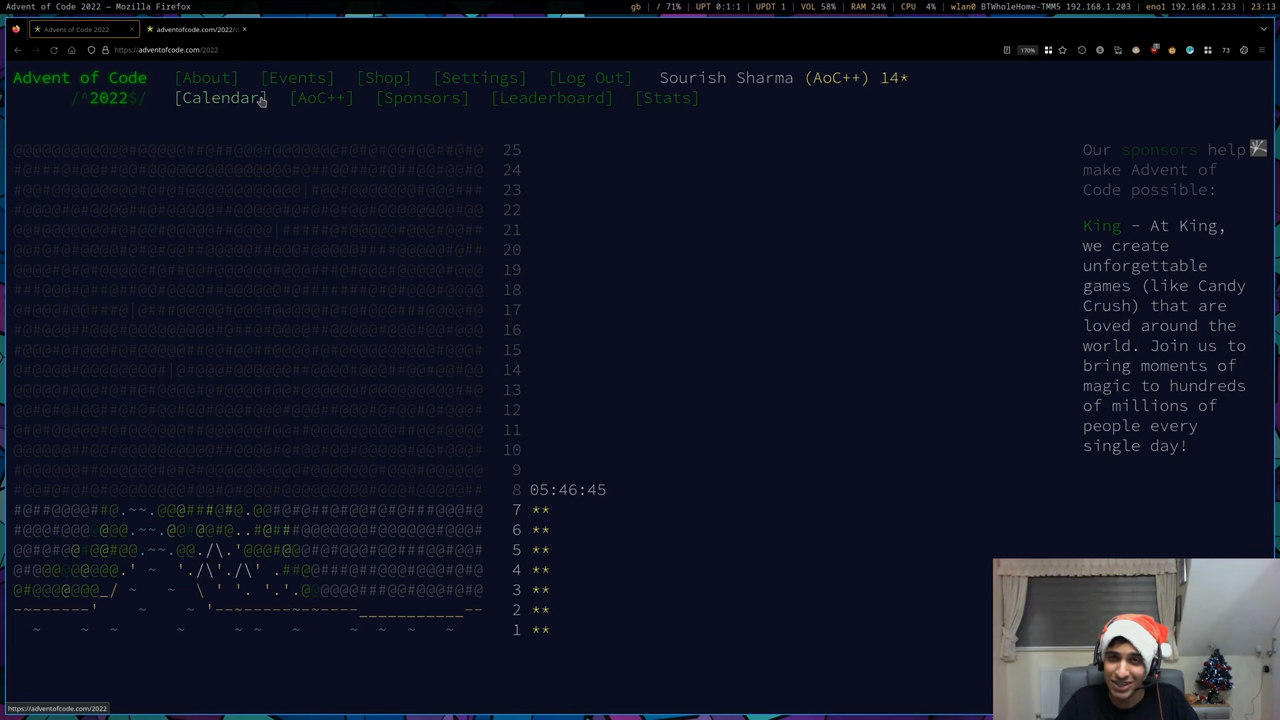 Advent of Code 2022 — Mozilla Firefox
gb | / 71% | UPT 0:1:1 | UPDT 1 | VOL 58% | RAM 24% | CPU 4% | wlan0 BTWholeHome-TMM5 192.168.1.203 | eno1 192.168.1.233 | 23:13
Advent of Code 2022 ×
adventofcode.com/2022/ ×
https://adventofcode.com/2022
170%
73
Advent of Code [About] [Events] [Shop] [Settings] [Log Out] Sourish Sharma (AoC++) 14*
/^2022$/ [Calendar] [AoC++] [Sponsors] [Leaderboard] [Stats]
25
24
23
22
21
20
19
18
17
16
15
14
13
12
11
10
9
8 05:46:45
7 **
6 **
5 **
4 **
3 **
2 **
1 **
Our sponsors help
make Advent of
Code possible:
King - At King,
we create
unforgettable
games (like Candy
Crush) that are
loved around the
world. Join us to
bring moments of
magic to hundreds
of millions of
people every
single day!
https://adventofcode.com/2022